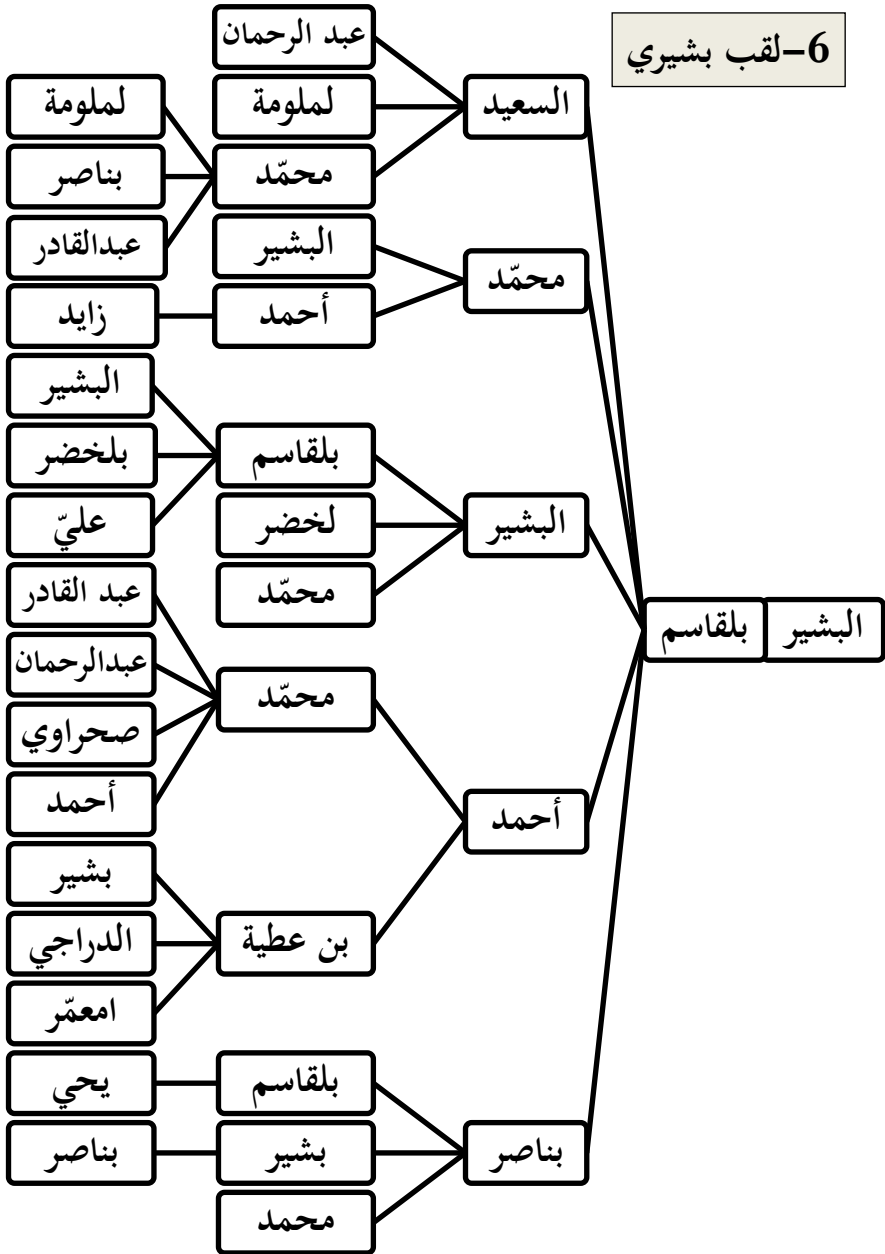 6-لقب بشيري
البشير
بلقاسم
السعيد
عبد الرحمان
لملومة
محمّد
لملومة
بناصر
عبدالقادر
محمّد
البشير
أحمد
زايد
البشير
بلقاسم
البشير
بلخضر
عليّ
لخضر
محمّد
أحمد
محمّد
عبد القادر
عبدالرحمان
صحراوي
أحمد
بن عطية
بشير
الدراجي
امعمّر
بناصر
بلقاسم
يحي
بشير
بناصر
محمد